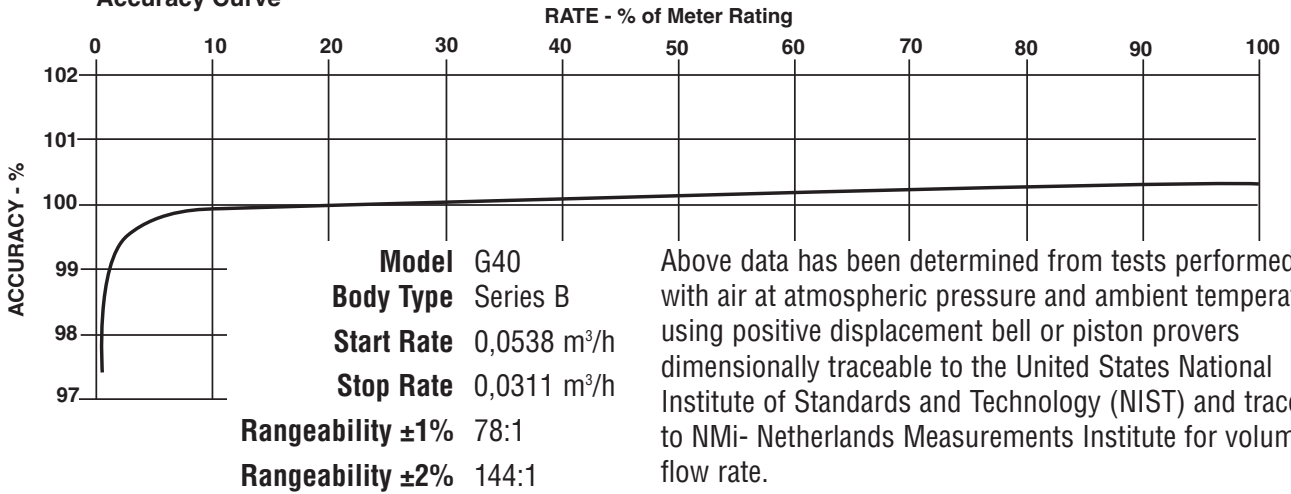 Accuracy Curve
RATE - % of Meter Rating
0 10 20 30 40 50 60 70 80 90 100
102
101
100
99
98
97
ACCURACY - %
Model G40
Body Type Series B
Start Rate 0,0538 m³/h
Stop Rate 0,0311 m³/h
Rangeability ±1% 78:1
Rangeability ±2% 144:1
Above data has been determined from tests performed
with air at atmospheric pressure and ambient
using positive displacement bell or piston provers
dimensionally traceable to the United States National
Institute of Standards and Technology (NIST) and
to NMi- Netherlands Measurements Institute for
flow rate.